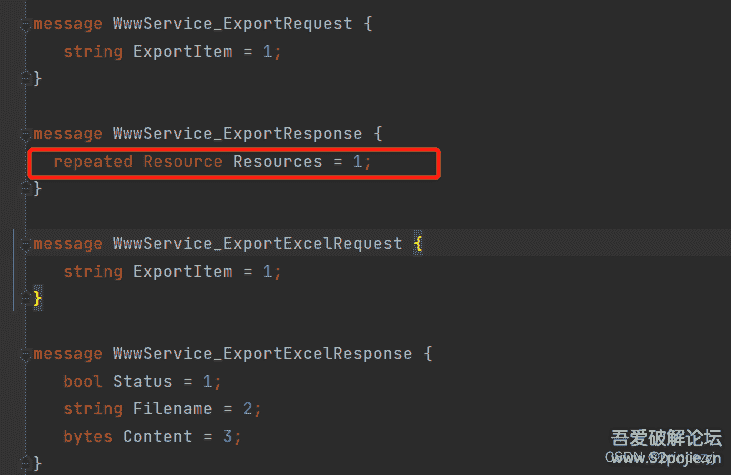 message WwwService_ExportRequest {
string ExportItem = 1;
}
message WwwService_ExportResponse {
repeated Resource Resources = 1;
}
message WwwService_ExportExcelRequest {
string ExportItem = 1;
}
message WwwService_ExportExcelResponse {
bool Status = 1;
string Filename = 2;
bytes Content = 3;
}
吾爱破解论坛
CSDN
www.52pojie.cn